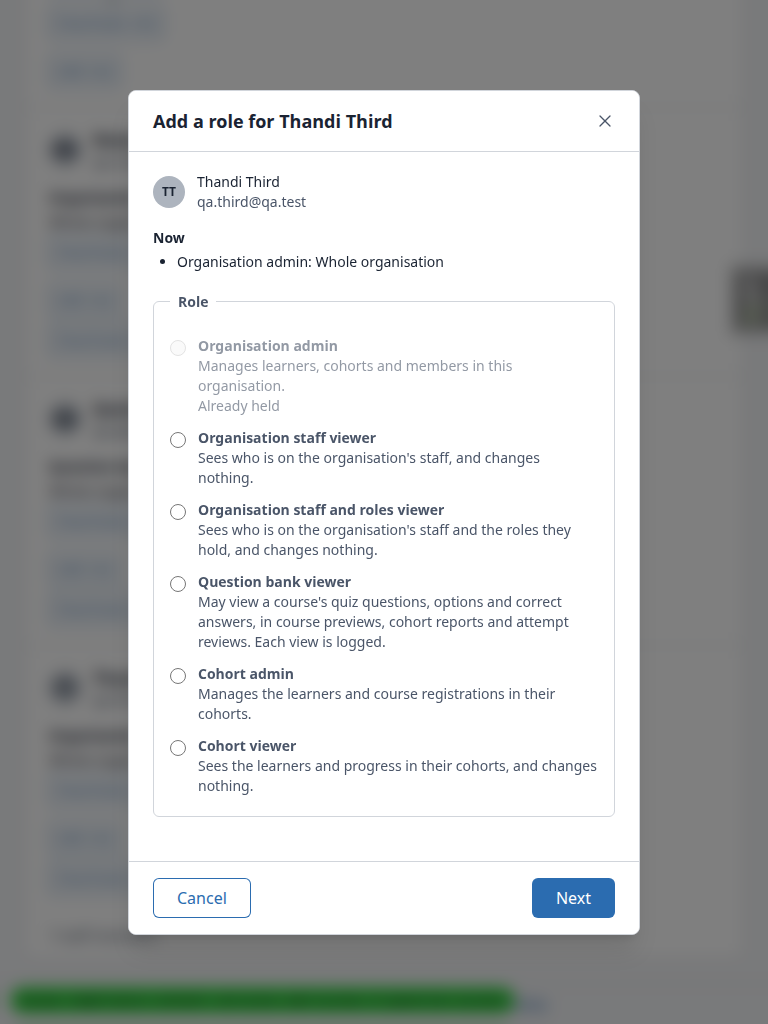 Add a role for Thandi Third
TT
Thandi Third
qa.third@qa.test
Now
Organisation admin: Whole organisation
Role
Organisation admin
Manages learners, cohorts and members in this
organisation.
Already held
Organisation staff viewer
Sees who is on the organisation's staff, and changes
nothing.
Organisation staff and roles viewer
Sees who is on the organisation's staff and the roles they
hold, and changes nothing.
Question bank viewer
May view a course's quiz questions, options and correct
answers, in course previews, cohort reports and attempt
reviews. Each view is logged.
Cohort admin
Manages the learners and course registrations in their
cohorts.
Cohort viewer
Sees the learners and progress in their cohorts, and changes
nothing.
Cancel
Next